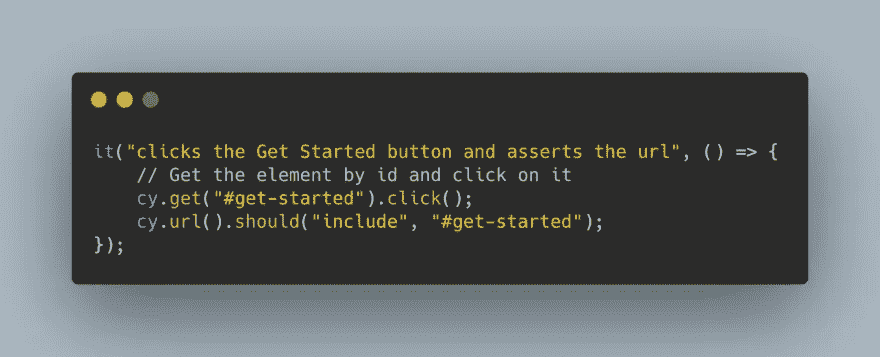 it("clicks the Get Started button and asserts the url", () => {
    // Get the element by id and click on it
    cy.get("#get-started").click();
    cy.url().should("include", "#get-started");
});